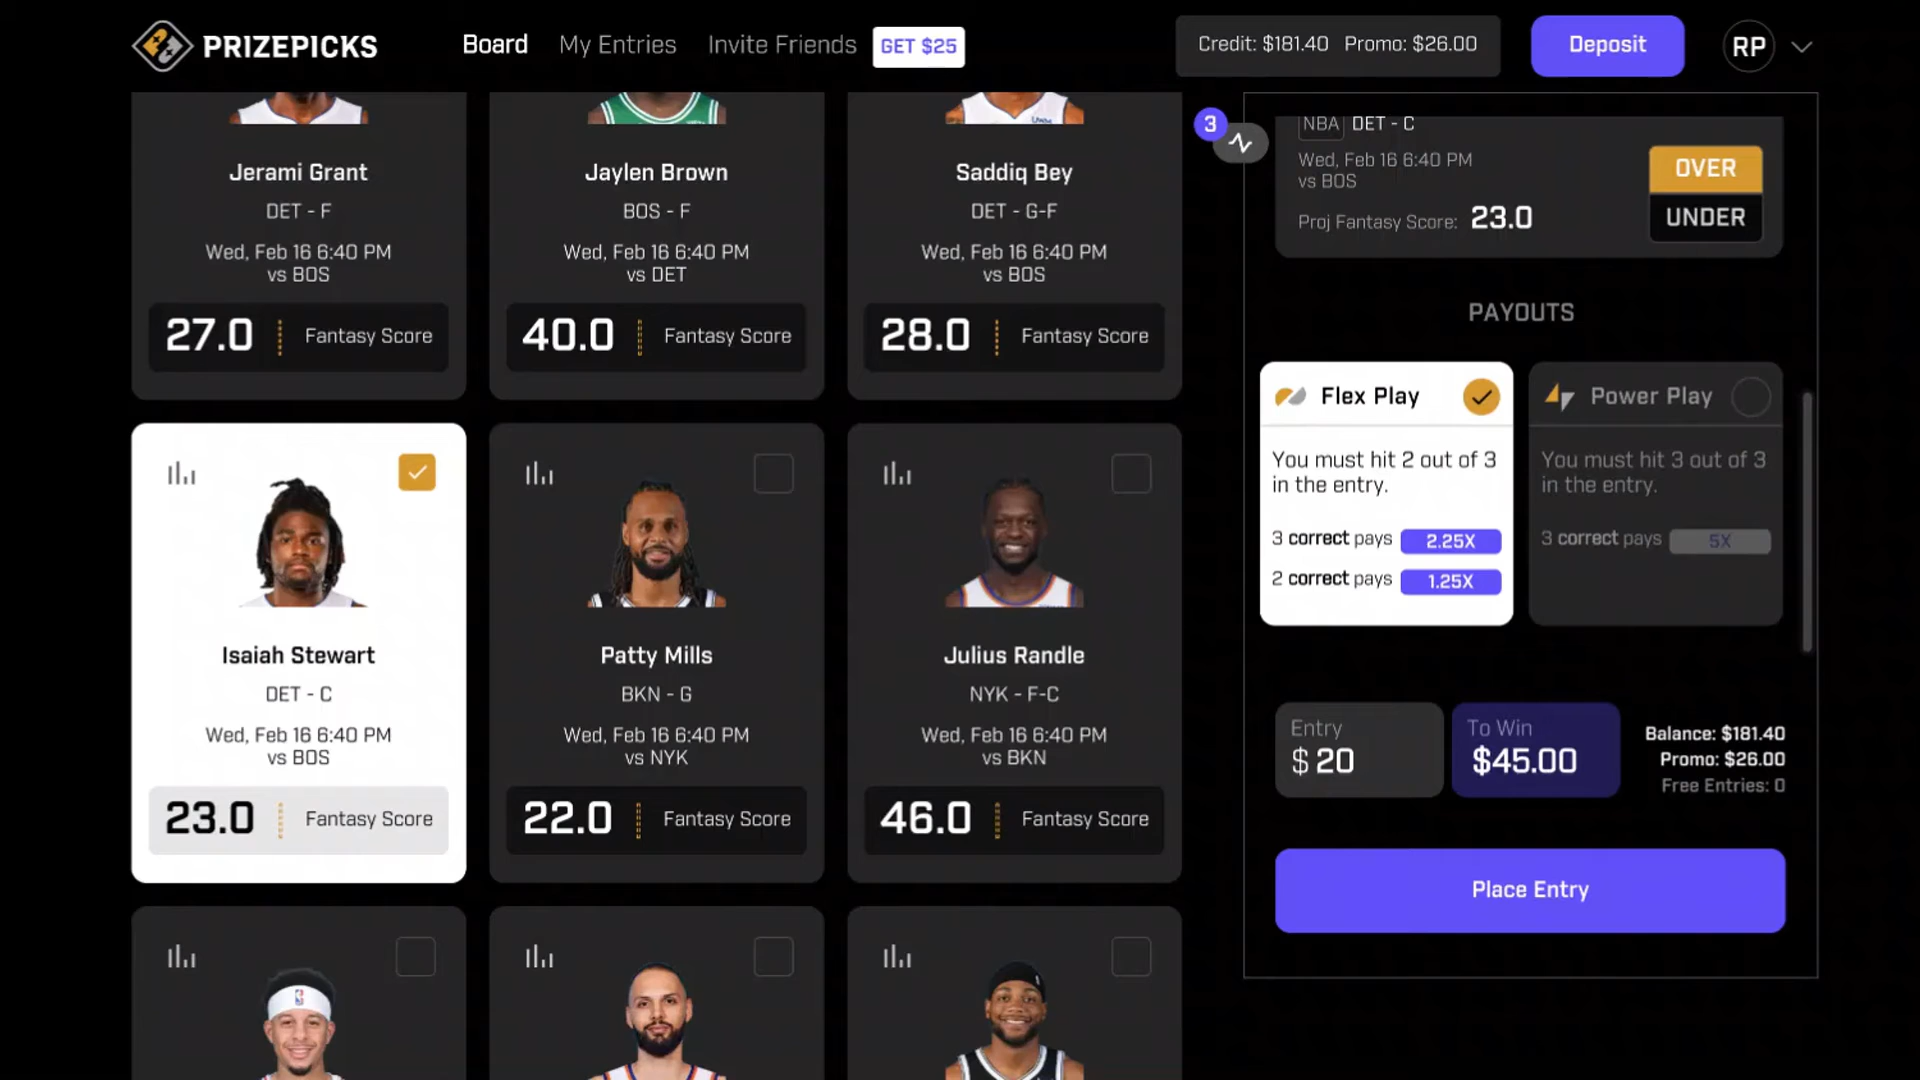 PRIZEPICKS
Board
My Entries
Invite Friends
GET $25
Credit: $181.40 Promo: $26.00
Deposit
RP
Jerami Grant
DET - F
Wed, Feb 16 6:40 PM
vs BOS
27.0
Fantasy Score
Jaylen Brown
BOS - F
Wed, Feb 16 6:40 PM
vs DET
40.0
Fantasy Score
Saddiq Bey
DET - G-F
Wed, Feb 16 6:40 PM
vs BOS
28.0
Fantasy Score
Isaiah Stewart
DET - C
Wed, Feb 16 6:40 PM
vs BOS
23.0
Fantasy Score
Patty Mills
BKN - G
Wed, Feb 16 6:40 PM
vs NYK
22.0
Fantasy Score
Julius Randle
NYK - F-C
Wed, Feb 16 6:40 PM
vs BKN
46.0
Fantasy Score
3
NBA DET - C
Wed, Feb 16 6:40 PM
vs BOS
Proj Fantasy Score: 23.0
OVER
UNDER
PAYOUTS
Flex Play
You must hit 2 out of 3
in the entry.
3 correct pays 2.25X
2 correct pays 1.25X
Power Play
You must hit 3 out of 3
in the entry.
3 correct pays 5X
Entry
$ 20
To Win
$45.00
Balance: $181.40
Promo: $26.00
Free Entries: 0
Place Entry